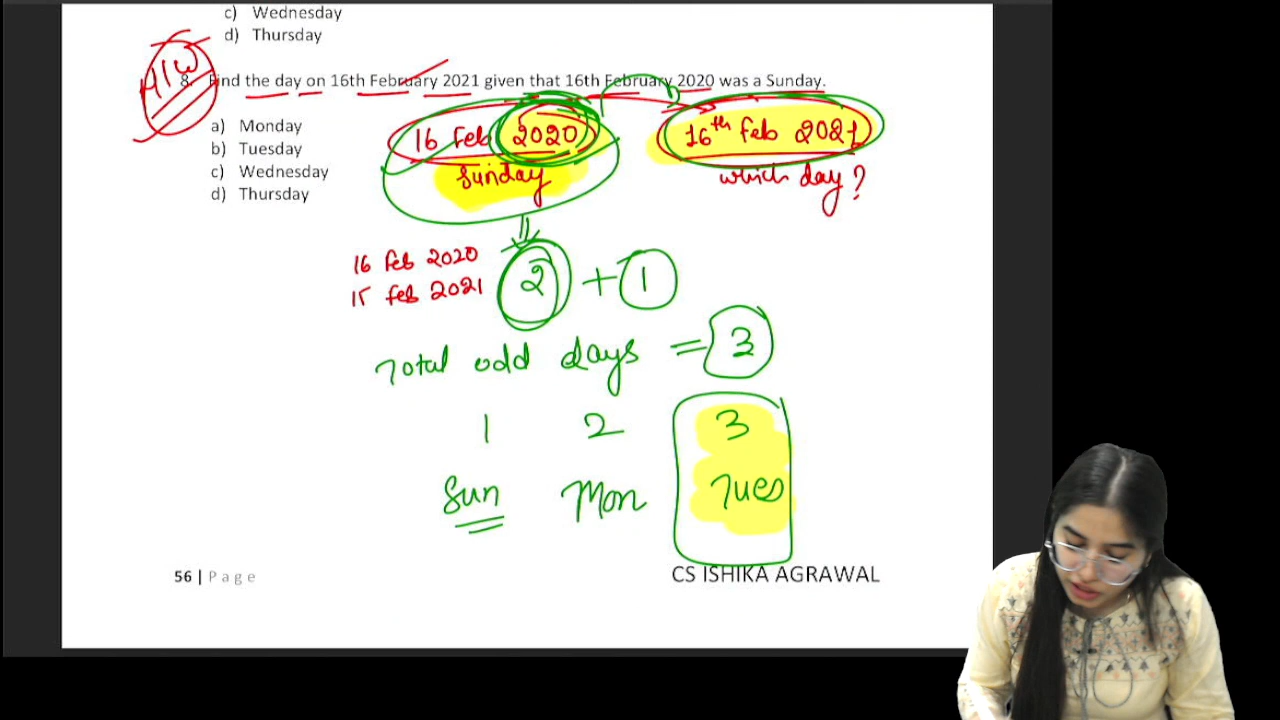 c) Wednesday
d) Thursday
H/W
8. Find the day on 16th February 2021 given that 16th February 2020 was a Sunday.
a) Monday
b) Tuesday
c) Wednesday
d) Thursday
16 Feb 2020
Sunday
16th Feb 2021
which day?
16 Feb 2020
15 Feb 2021
2 + 1
Total odd days = 3
1 2 3
Sun Mon Tues
56 | Page
CS ISHIKA AGRAWAL